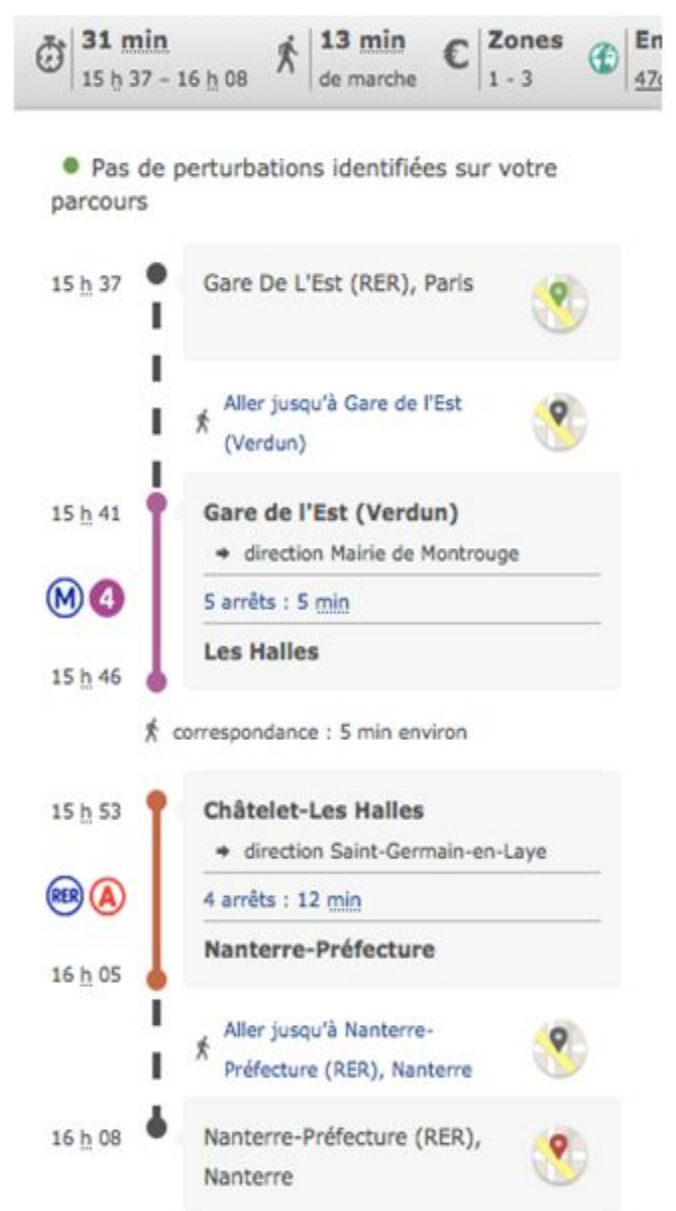 31 min
15 h 37 - 16 h 08
13 min
de marche
€
Zones
1 - 3
Pas de perturbations identifiées sur votre
parcours
15 h 37
Gare De L'Est (RER), Paris
Aller jusqu'à Gare de l'Est
(Verdun)
15 h 41
Gare de l'Est (Verdun)
direction Mairie de Montrouge
M 4
5 arrêts : 5 min
Les Halles
15 h 46
correspondance : 5 min environ
15 h 53
Châtelet-Les Halles
direction Saint-Germain-en-Laye
RER A
4 arrêts : 12 min
Nanterre-Préfecture
16 h 05
Aller jusqu'à Nanterre-
Préfecture (RER), Nanterre
16 h 08
Nanterre-Préfecture (RER),
Nanterre